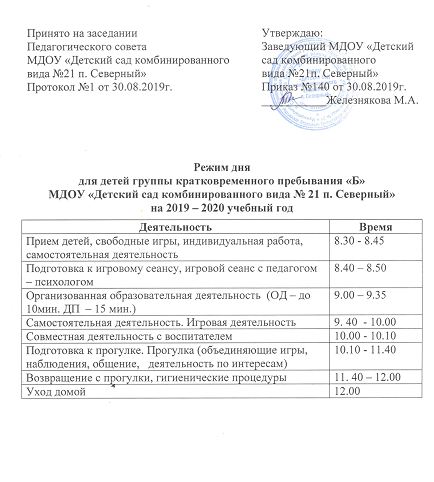 Принято на заседании
Педагогического совета
МДОУ «Детский сад комбинированного
вида №21 п. Северный»
Протокол №1 от 30.08.2019г.
Утверждаю:
Заведующий МДОУ «Детский
сад комбинированного
вида №21п. Северный»
Приказ №140 от 30.08.2019г.
Железнякова М.А.
Режим дня
для детей группы кратковременного пребывания «Б»
МДОУ «Детский сад комбинированного вида № 21 п. Северный»
на 2019 – 2020 учебный год
Деятельность Время
Прием детей, свободные игры, индивидуальная работа, 8.30 - 8.45
самостоятельная деятельность
Подготовка к игровому сеансу, игровой сеанс с педагогом 8.40 – 8.50
– психологом
Организованная образовательная деятельность (ОД – до 9.00 – 9.35
10мин. ДП – 15 мин.)
Самостоятельная деятельность. Игровая деятельность 9. 40 - 10.00
Совместная деятельность с воспитателем 10.00 - 10.10
Подготовка к прогулке. Прогулка (объединяющие игры, 10.10 - 11.40
наблюдения, общение, деятельность по интересам)
Возвращение с прогулки, гигиенические процедуры 11. 40 – 12.00
Уход домой 12.00